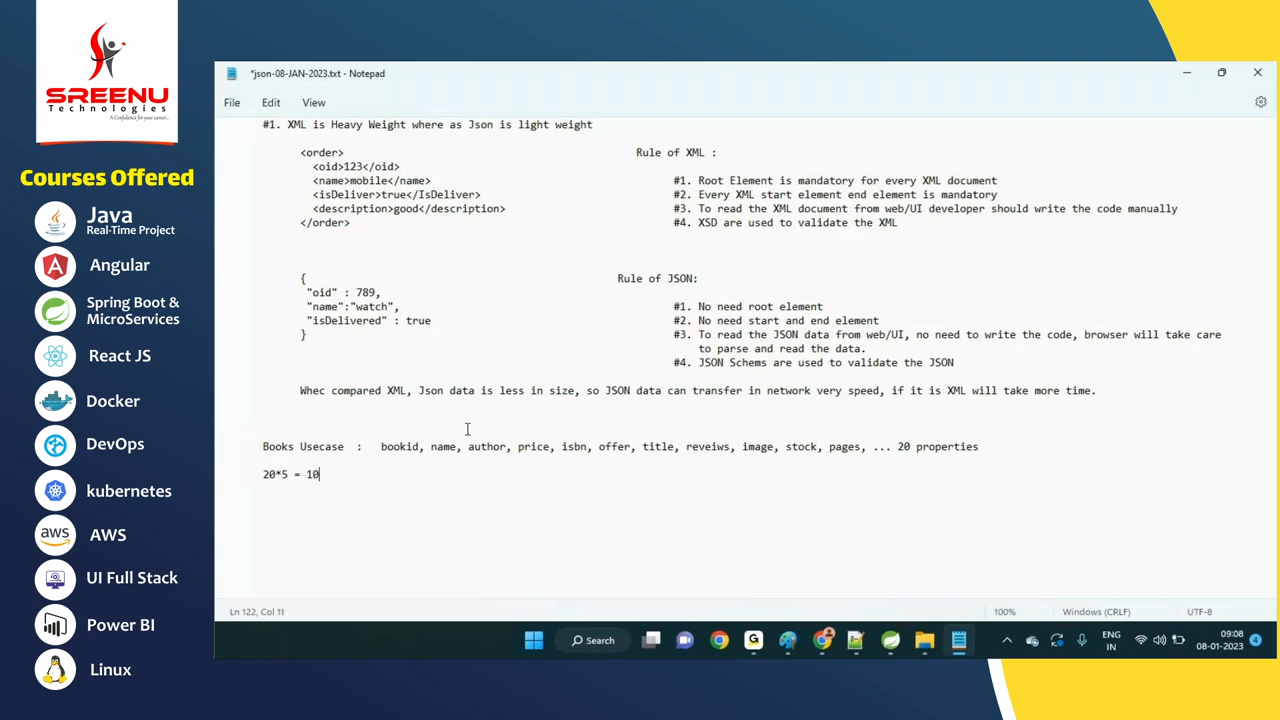 SREENU
Technologies
A Confidence for your career...
Courses Offered
Java
Real-Time Project
Angular
Spring Boot &
MicroServices
React JS
Docker
DevOps
kubernetes
aws
AWS
UI Full Stack
Power BI
Linux
*json-08-JAN-2023.txt - Notepad
File Edit View
#1. XML is Heavy Weight where as Json is light weight
<order> Rule of XML :
<oid>123</oid>
<name>mobile</name> #1. Root Element is mandatory for every XML document
<isDeliver>true</IsDeliver> #2. Every XML start element end element is mandatory
<description>good</description> #3. To read the XML document from web/UI developer should write the code manually
</order> #4. XSD are used to validate the XML
{ Rule of JSON:
"oid" : 789,
"name":"watch", #1. No need root element
"isDelivered" : true #2. No need start and end element
} #3. To read the JSON data from web/UI, no need to write the code, browser will take care
to parse and read the data.
#4. JSON Schems are used to validate the JSON
Whec compared XML, Json data is less in size, so JSON data can transfer in network very speed, if it is XML will take more time.
Books Usecase : bookid, name, author, price, isbn, offer, title, reveiws, image, stock, pages, ... 20 properties
20*5 = 10
Ln 122, Col 11 100% Windows (CRLF) UTF-8
Search G ENG 09:08
IN 08-01-2023 4